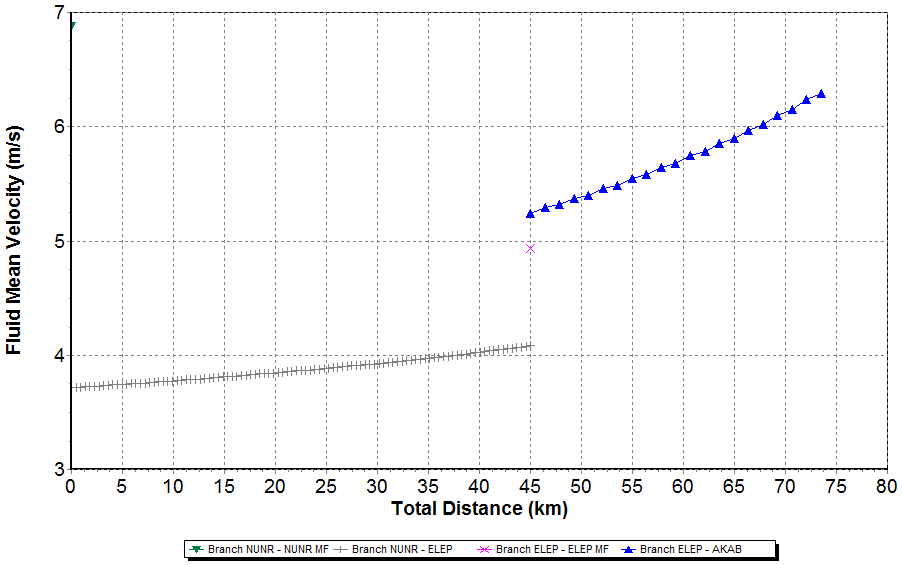 7
6
5
4
3
Fluid Mean Velocity (m/s)
0 5 10 15 20 25 30 35 40 45 50 55 60 65 70 75 80
Total Distance (km)
Branch NUNR - NUNR MF Branch NUNR - ELEP Branch ELEP - ELEP MF Branch ELEP - AKAB